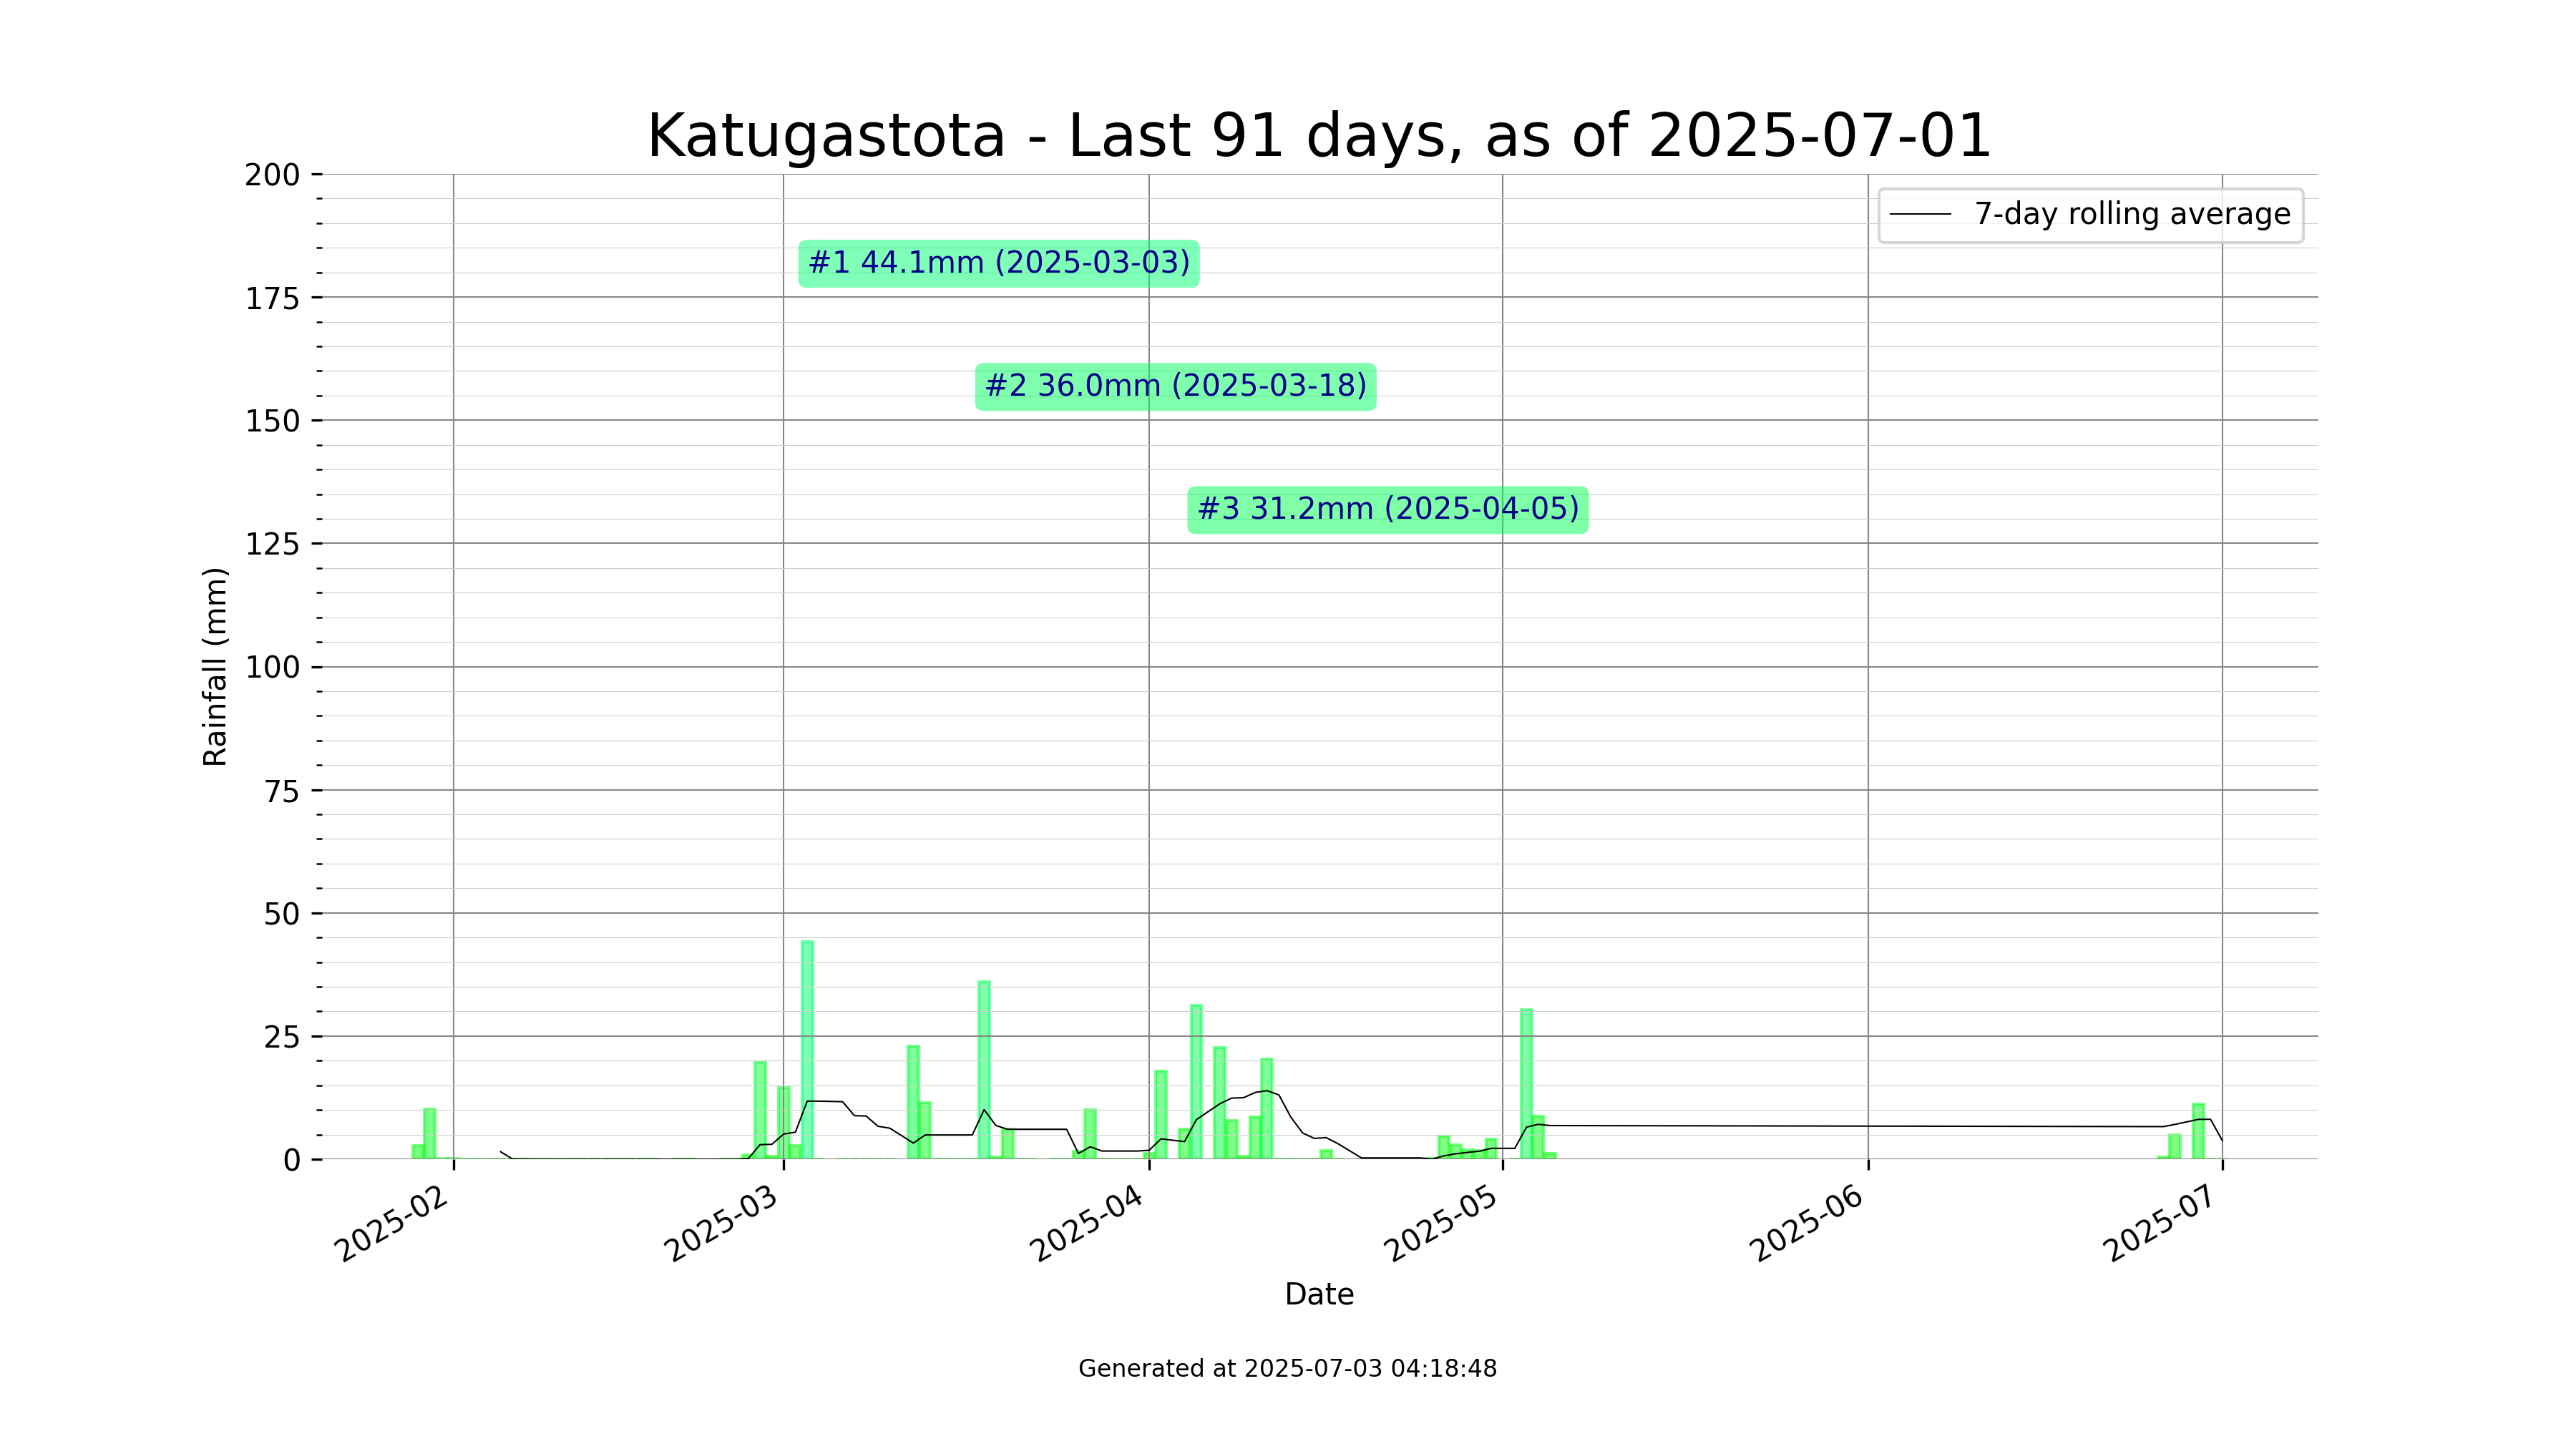 Katugastota - Last 91 days, as of 2025-07-01
7-day rolling average
#1 44.1mm (2025-03-03)
#2 36.0mm (2025-03-18)
#3 31.2mm (2025-04-05)
Rainfall (mm)
200
175
150
125
100
75
50
25
0
2025-02
2025-03
2025-04
2025-05
2025-06
2025-07
Date
Generated at 2025-07-03 04:18:48